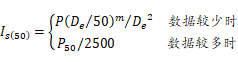 I_{s(50)} = { P(D_e/50)^m/D_e^2 数据较少时
P_{50}/2500 数据较多时